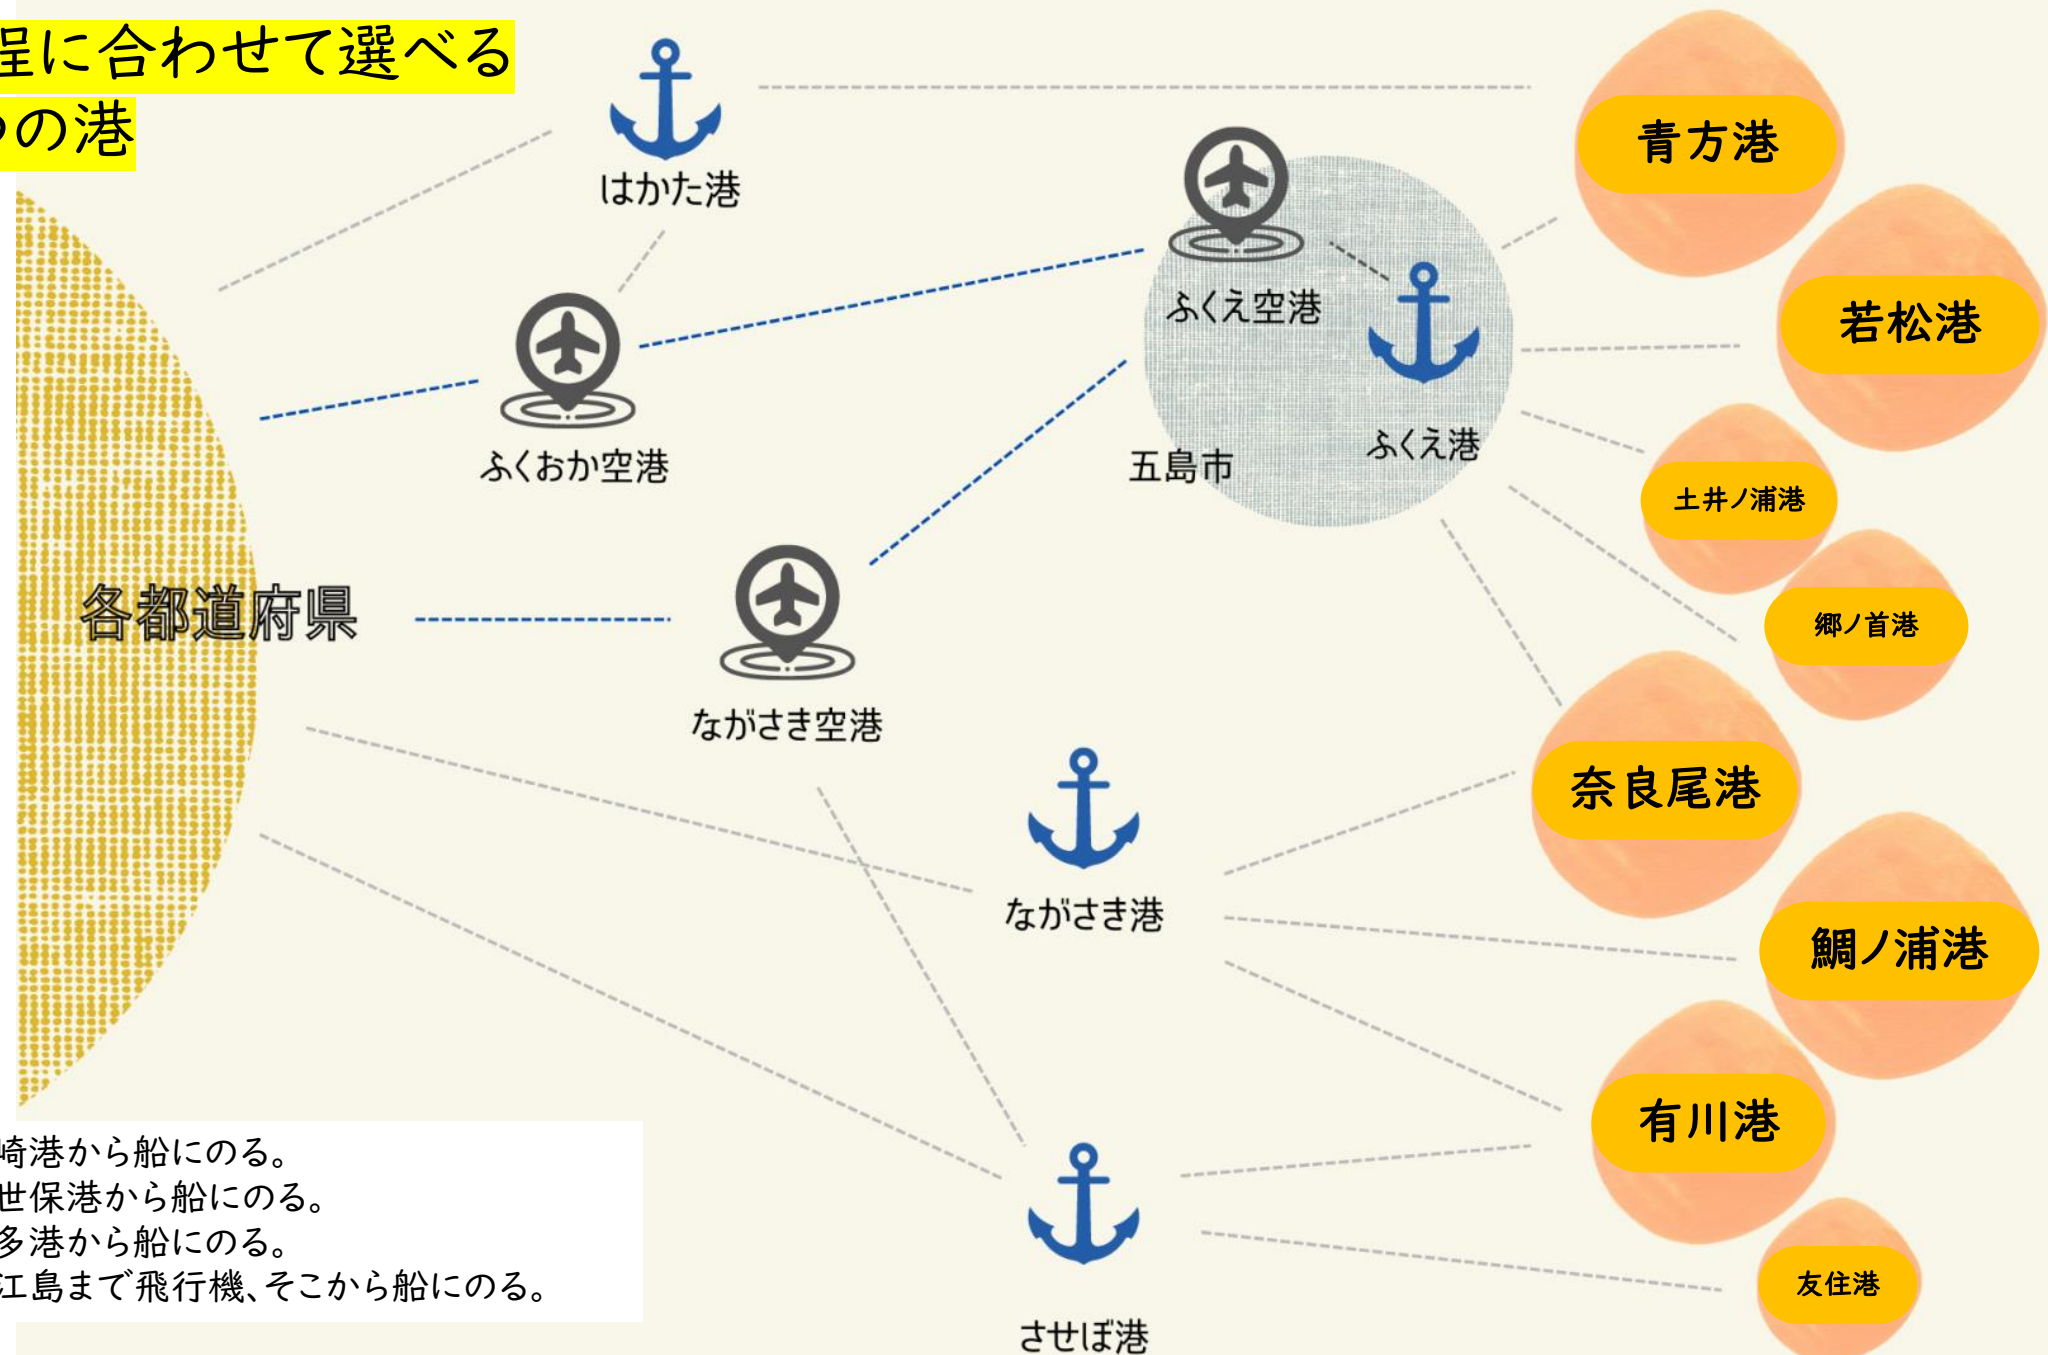 程に合わせて選べる
つの港
はかた港
青方港
ふくえ空港
若松港
ふくえ港
ふくおか空港
五島市
土井ノ浦港
各都道府県
郷ノ首港
ながさき空港
奈良尾港
ながさき港
鯛ノ浦港
有川港
崎港から船にのる。
世保港から船にのる。
多港から船にのる。
江島まで飛行機、そこから船にのる。
友住港
させぼ港